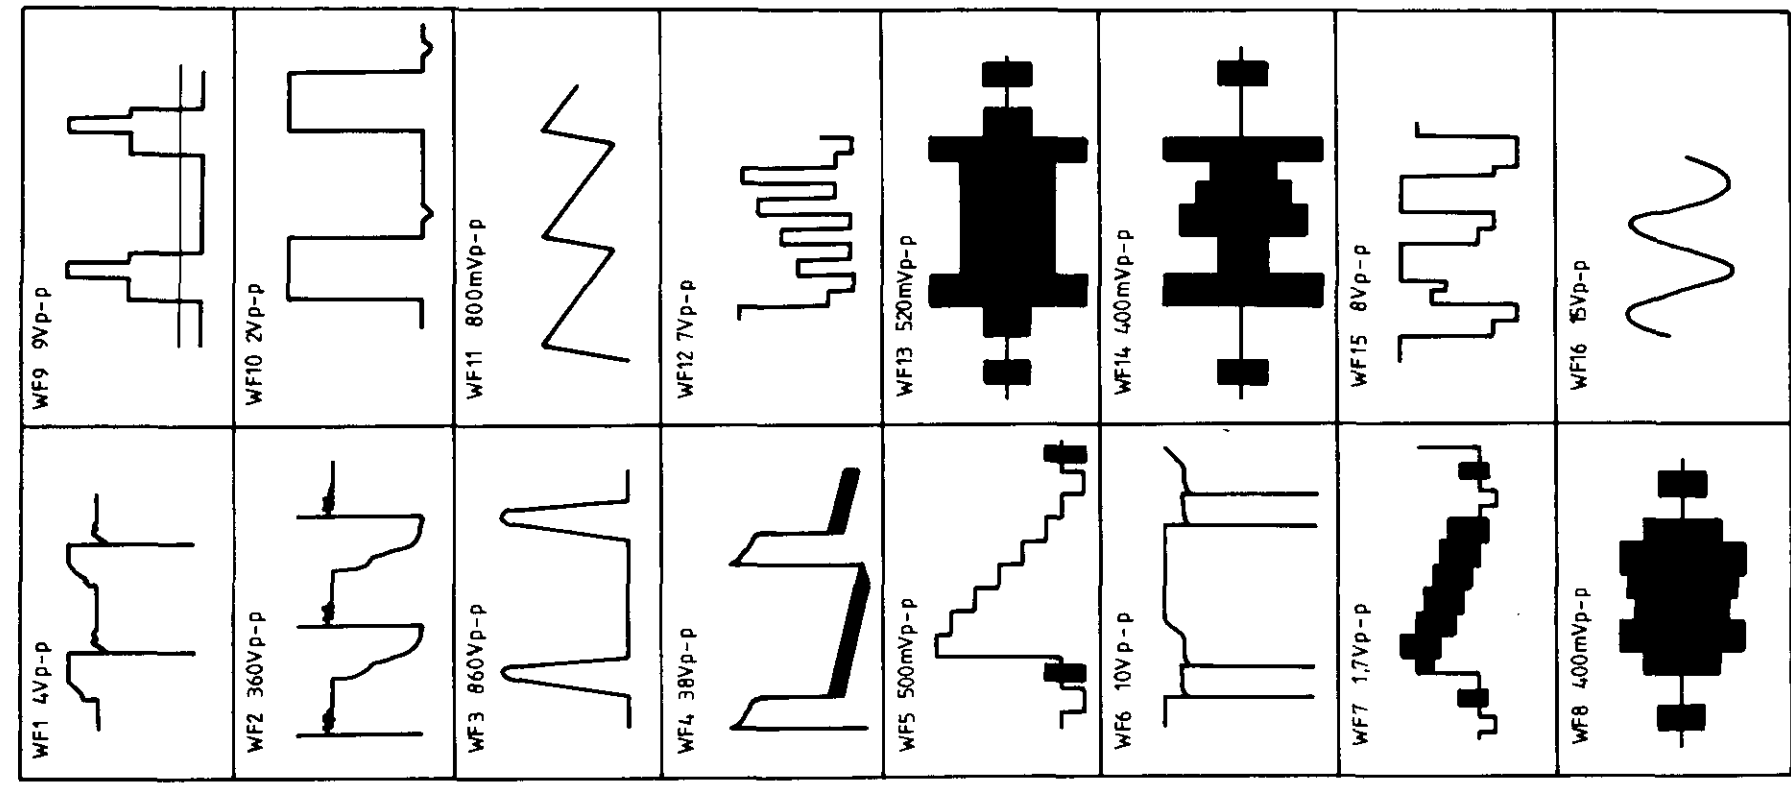 WF1 4Vp-p
WF2 360Vp-p
WF3 860Vp-p
WF4 38Vp-p
WF5 500mVp-p
WF6 10Vp-p
WF7 1,7Vp-p
WF8 400mVp-p
WF9 9Vp-p
WF10 2Vp-p
WF11 800mVp-p
WF12 7Vp-p
WF13 520mVp-p
WF14 400mVp-p
WF15 8Vp-p
WF16 15Vp-p